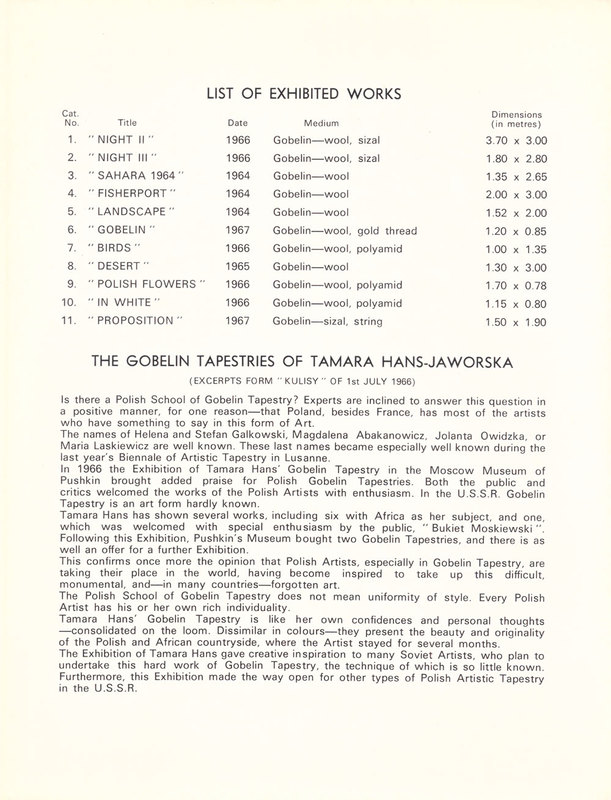 LIST OF EXHIBITED WORKS
Cat. No. Title Date Medium Dimensions (in metres)
1. " NIGHT II " 1966 Gobelin—wool, sizal 3.70 x 3.00
2. " NIGHT III " 1966 Gobelin—wool, sizal 1.80 x 2.80
3. " SAHARA 1964 " 1964 Gobelin—wool 1.35 x 2.65
4. " FISHERPORT " 1964 Gobelin—wool 2.00 x 3.00
5. " LANDSCAPE " 1964 Gobelin—wool 1.52 x 2.00
6. " GOBELIN " 1967 Gobelin—wool, gold thread 1.20 x 0.85
7. " BIRDS " 1966 Gobelin—wool, polyamid 1.00 x 1.35
8. " DESERT " 1965 Gobelin—wool 1.30 x 3.00
9. " POLISH FLOWERS " 1966 Gobelin—wool, polyamid 1.70 x 0.78
10. " IN WHITE " 1966 Gobelin—wool, polyamid 1.15 x 0.80
11. " PROPOSITION " 1967 Gobelin—sizal, string 1.50 x 1.90
THE GOBELIN TAPESTRIES OF TAMARA HANS-JAWORSKA
(EXCERPTS FORM " KULISY " OF 1st JULY 1966)
Is there a Polish School of Gobelin Tapestry? Experts are inclined to answer this question in
a positive manner, for one reason—that Poland, besides France, has most of the artists
who have something to say in this form of Art.
The names of Helena and Stefan Galkowski, Magdalena Abakanowicz, Jolanta Owidzka, or
Maria Laskiewicz are well known. These last names became especially well known during the
last year's Biennale of Artistic Tapestry in Lusanne.
In 1966 the Exhibition of Tamara Hans' Gobelin Tapestry in the Moscow Museum of
Pushkin brought added praise for Polish Gobelin Tapestries. Both the public and
critics welcomed the works of the Polish Artists with enthusiasm. In the U.S.S.R. Gobelin
Tapestry is an art form hardly known.
Tamara Hans has shown several works, including six with Africa as her subject, and one,
which was welcomed with special enthusiasm by the public, " Bukiet Moskiewski ".
Following this Exhibition, Pushkin's Museum bought two Gobelin Tapestries, and there is as
well an offer for a further Exhibition.
This confirms once more the opinion that Polish Artists, especially in Gobelin Tapestry, are
taking their place in the world, having become inspired to take up this difficult,
monumental, and—in many countries—forgotten art.
The Polish School of Gobelin Tapestry does not mean uniformity of style. Every Polish
Artist has his or her own rich individuality.
Tamara Hans' Gobelin Tapestry is like her own confidences and personal thoughts
—consolidated on the loom. Dissimilar in colours—they present the beauty and originality
of the Polish and African countryside, where the Artist stayed for several months.
The Exhibition of Tamara Hans gave creative inspiration to many Soviet Artists, who plan to
undertake this hard work of Gobelin Tapestry, the technique of which is so little known.
Furthermore, this Exhibition made the way open for other types of Polish Artistic Tapestry
in the U.S.S.R.